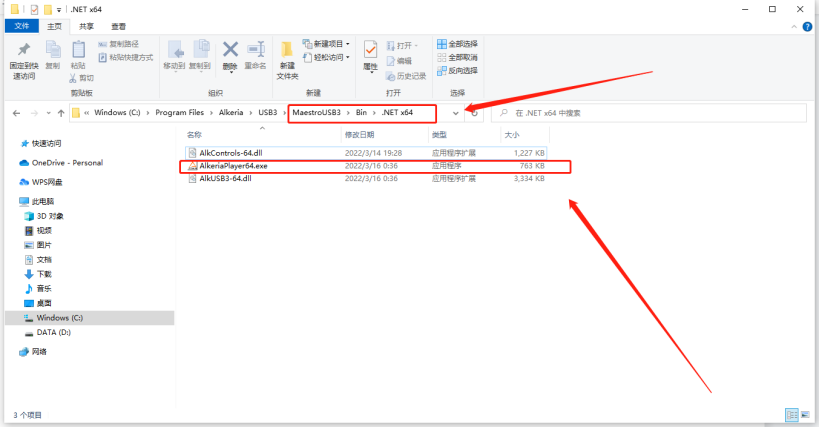 .NET x64
文件 主页 共享 查看
固定到快速访问
复制
粘贴
复制路径
粘贴快捷方式
剪切
剪贴板
移动到
复制到
删除
重命名
组织
新建文件夹
新建项目
轻松访问
新建
属性
打开
编辑
历史记录
打开
全部选择
全部取消
反向选择
选择
« Windows (C:) > Program Files > Alkeria > USB3 > MaestroUSB3 > Bin > .NET x64
在 .NET x64 中搜索
名称 修改日期 类型 大小
AlkControls-64.dll 2022/3/14 19:28 应用程序扩展 1,227 KB
AlkeriaPlayer64.exe 2022/3/16 0:36 应用程序 763 KB
AlkUSB3-64.dll 2022/3/16 0:36 应用程序扩展 3,334 KB
快速访问
OneDrive - Personal
WPS网盘
此电脑
3D 对象
视频
图片
文档
下载
音乐
桌面
Windows (C:)
DATA (D:)
网络
3 个项目